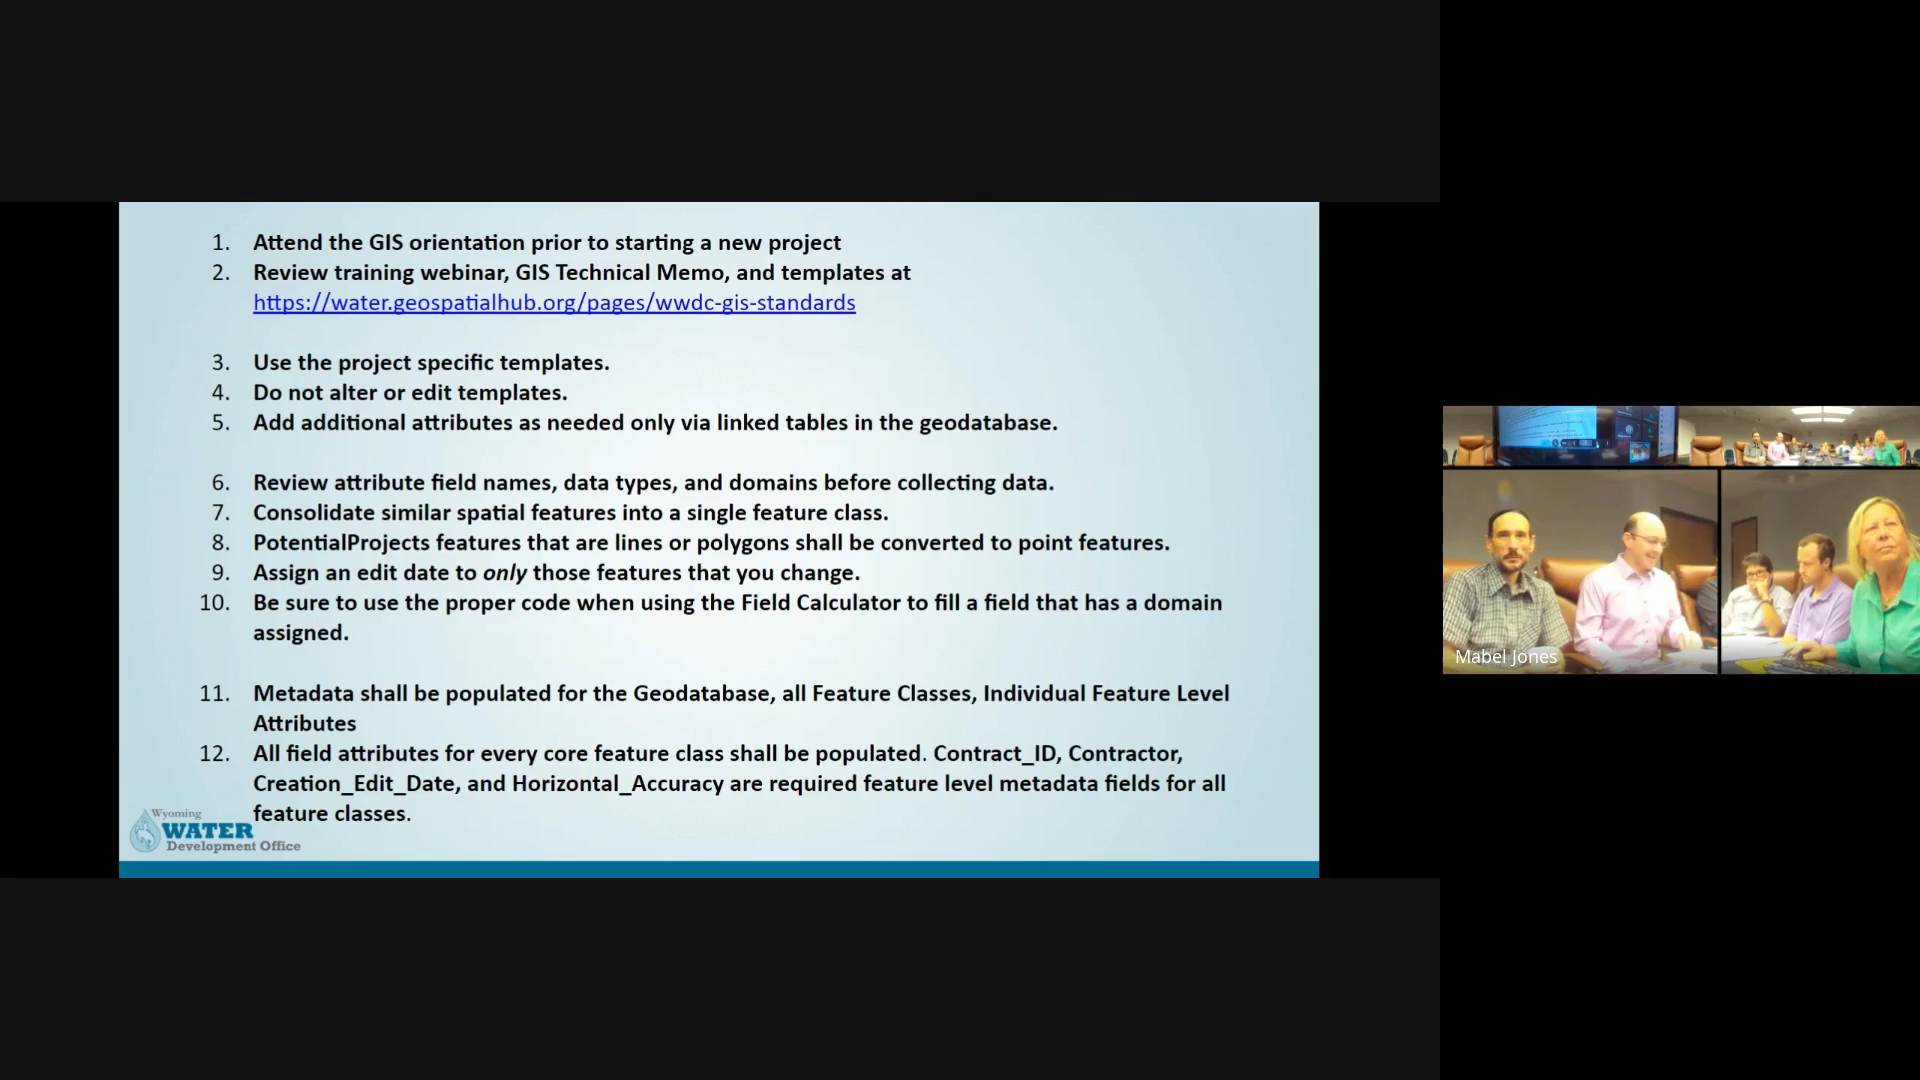 1. Attend the GIS orientation prior to starting a new project
2. Review training webinar, GIS Technical Memo, and templates at
https://water.geospatialhub.org/pages/wwdc-gis-standards
3. Use the project specific templates.
4. Do not alter or edit templates.
5. Add additional attributes as needed only via linked tables in the geodatabase.
6. Review attribute field names, data types, and domains before collecting data.
7. Consolidate similar spatial features into a single feature class.
8. PotentialProjects features that are lines or polygons shall be converted to point features.
9. Assign an edit date to only those features that you change.
10. Be sure to use the proper code when using the Field Calculator to fill a field that has a domain
assigned.
11. Metadata shall be populated for the Geodatabase, all Feature Classes, Individual Feature Level
Attributes
12. All field attributes for every core feature class shall be populated. Contract_ID, Contractor,
Creation_Edit_Date, and Horizontal_Accuracy are required feature level metadata fields for all
feature classes.
Wyoming
WATER
Development Office
Mabel Jones